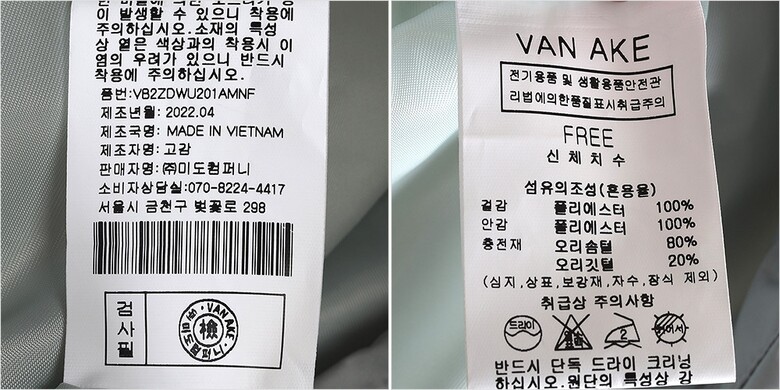 이 발생할 수 있으니 착용에
주의하십시오.소재의 특성
상 옅은 색상과의 착용시 이
염의 우려가 있으니 반드시
착용에 주의하십시오.
품번:VB2ZDWU201AMNF
제조년월: 2022.04
제조국명: MADE IN VIETNAM
제조자명: 고감
판매자명: ㈜미도컴퍼니
소비자상담실:070-8224-4417
서울시 금천구 벚꽃로 298
검사필
VAN AKE
檢
VAN AKE
전기용품 및 생활용품안전관
리법에의한품질표시취급주의
FREE
신체치수
섬유의조성(혼용율)
겉감 폴리에스터 100%
안감 폴리에스터 100%
충전재 오리솜털 80%
오리깃털 20%
(심지,상표,보강재,자수,장식 제외)
취급상 주의사항
드라이
2
반드시 단독 드라이 크리닝
하십시오.원단의 특성상 강